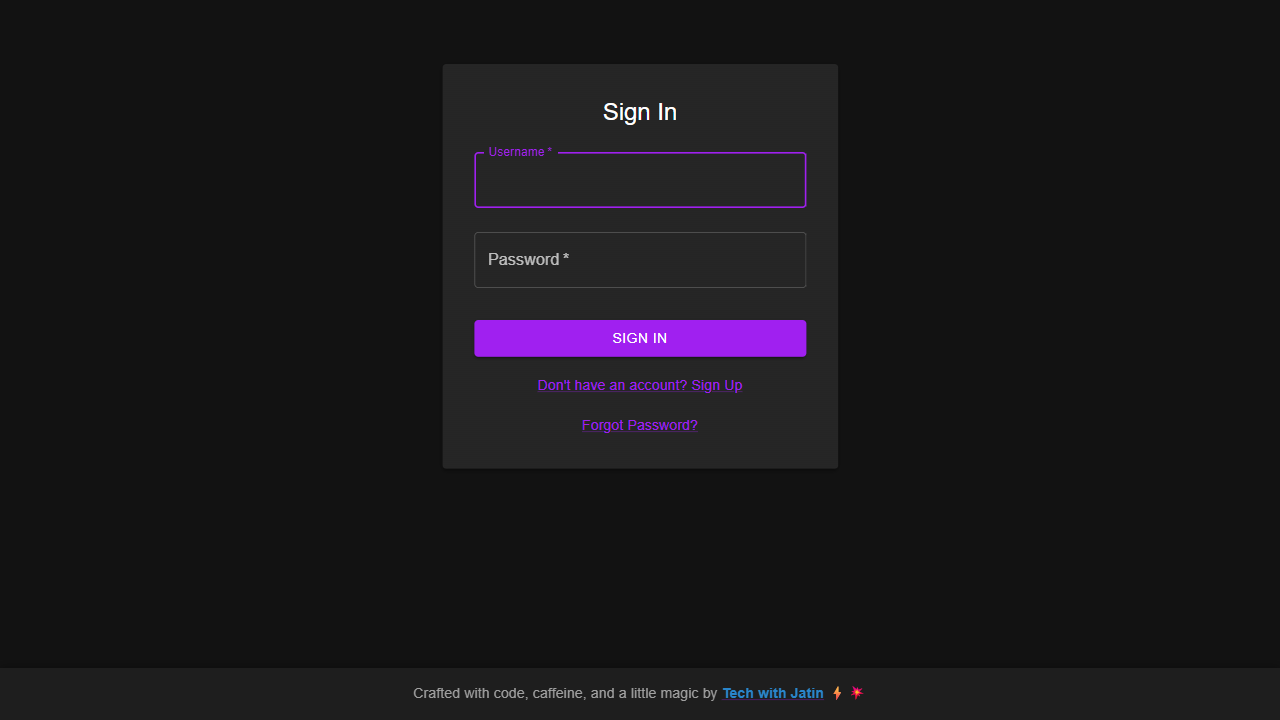 Sign In
Username *
Password *
SIGN IN
Don't have an account? Sign Up
Forgot Password?
Crafted with code, caffeine, and a little magic by Tech with Jatin ⚡ 💥